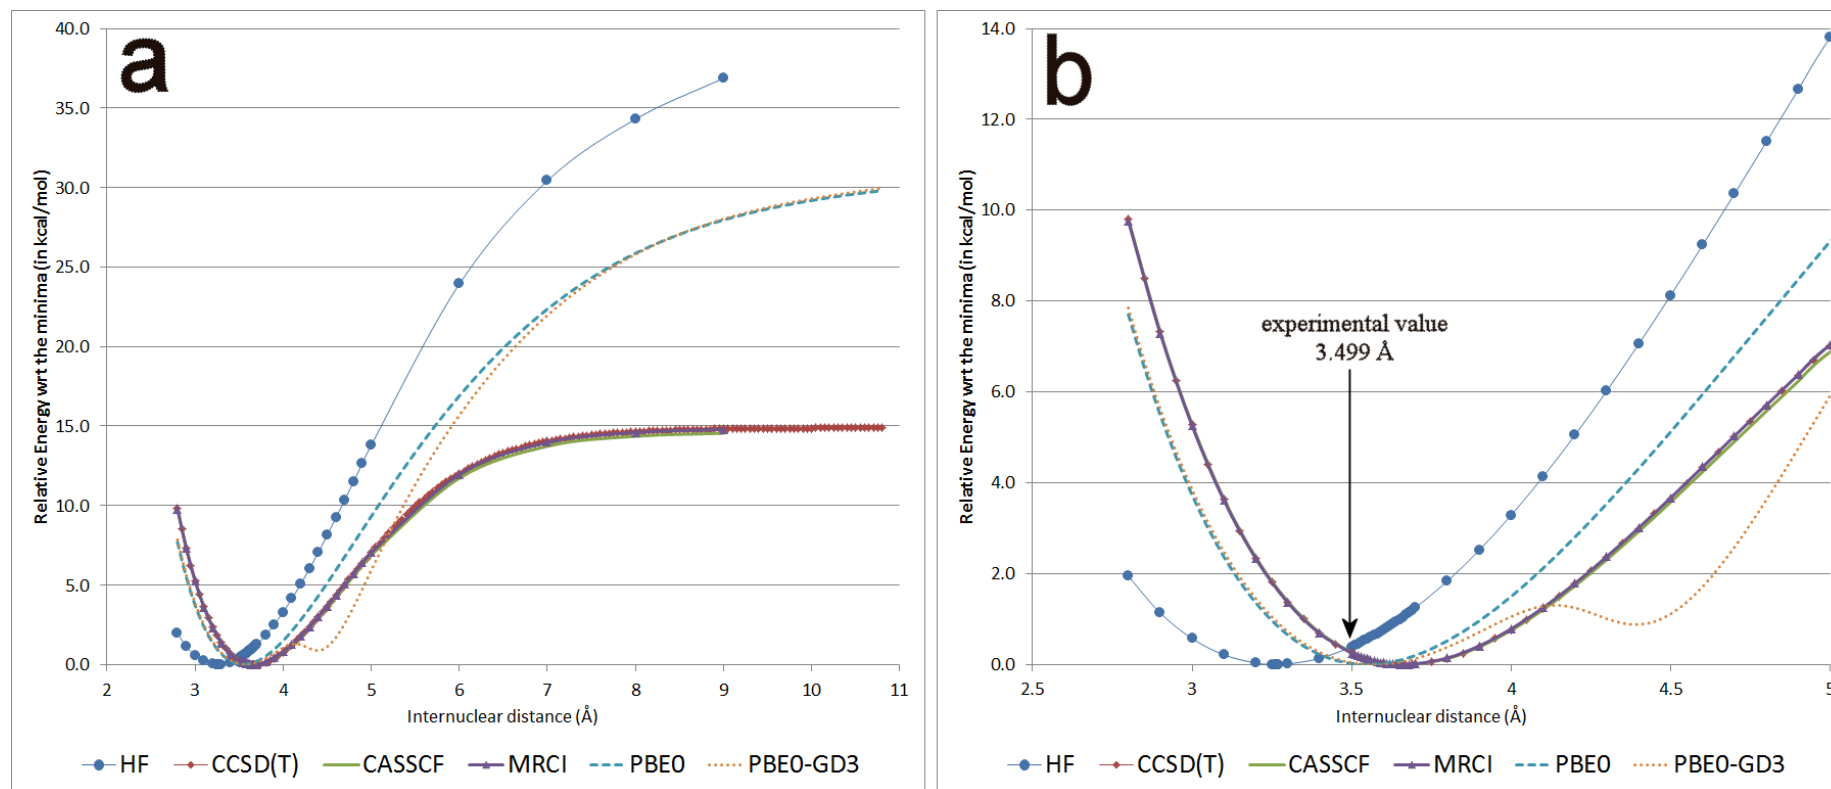 a
40.0
35.0
30.0
25.0
20.0
15.0
10.0
5.0
0.0
Relative Energy wrt the minima (in kcal/mol)
2 3 4 5 6 7 8 9 10 11
Internuclear distance (Å)
HF CCSD(T) CASSCF MRCI PBE0 PBE0-GD3
b
14.0
12.0
10.0
8.0
6.0
4.0
2.0
0.0
Relative Energy wrt the minima (in kcal/mol)
experimental value
3.499 Å
2.5 3 3.5 4 4.5 5
Internuclear distance (Å)
HF CCSD(T) CASSCF MRCI PBE0 PBE0-GD3